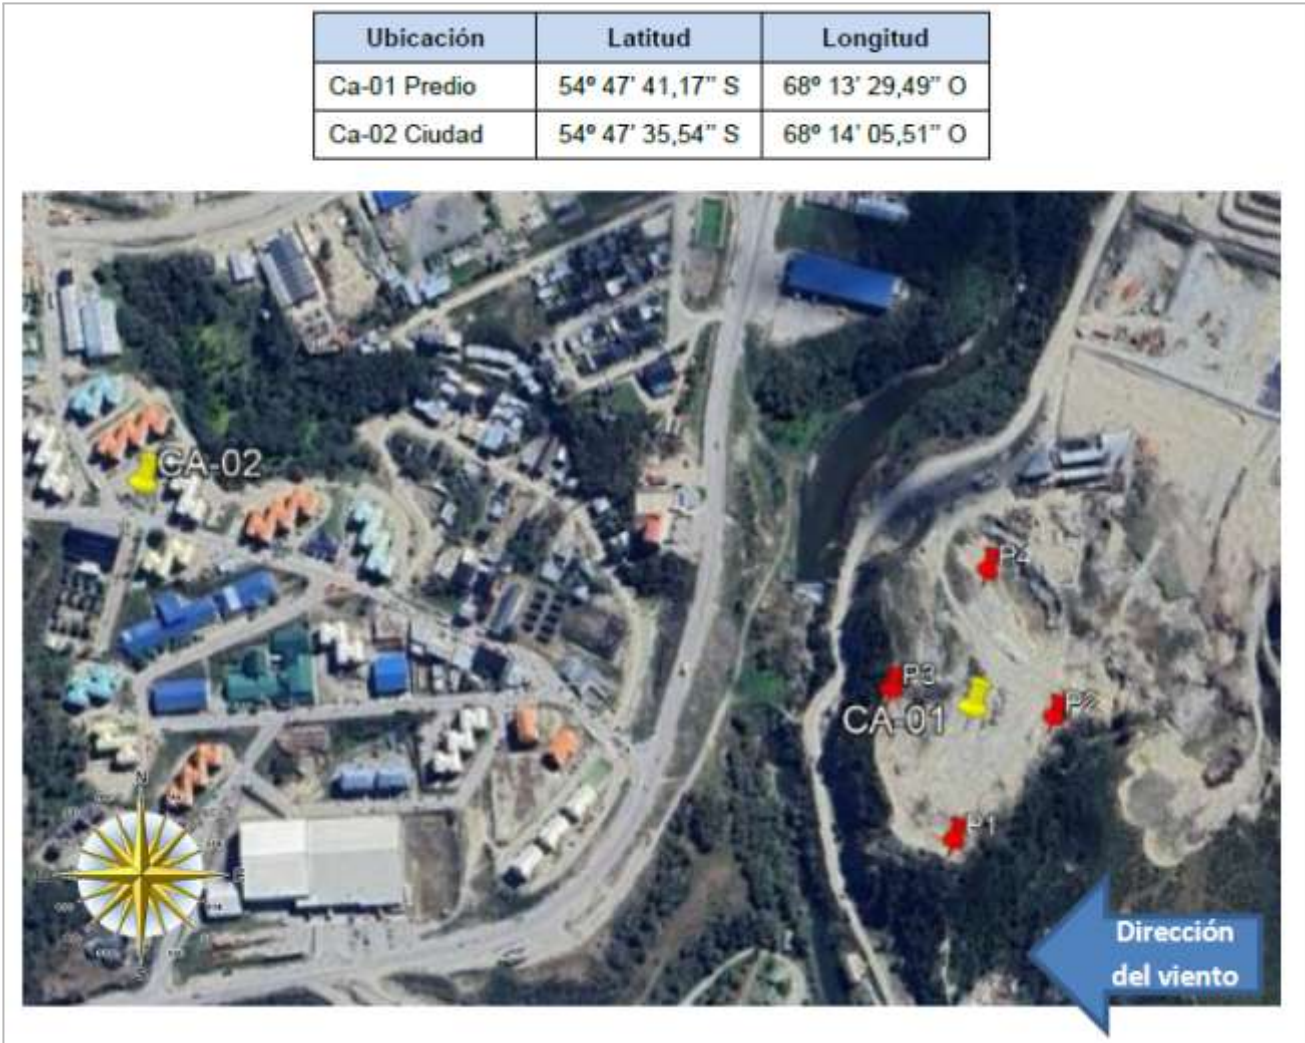 Ubicación Latitud Longitud
Ca-01 Predio 54º 47' 41,17" S 68º 13' 29,49" O
Ca-02 Ciudad 54º 47' 35,54" S 68º 14' 05,51" O
CA-02
P4
P3
CA-01
P2
P1
N
E
S
Dirección
del viento